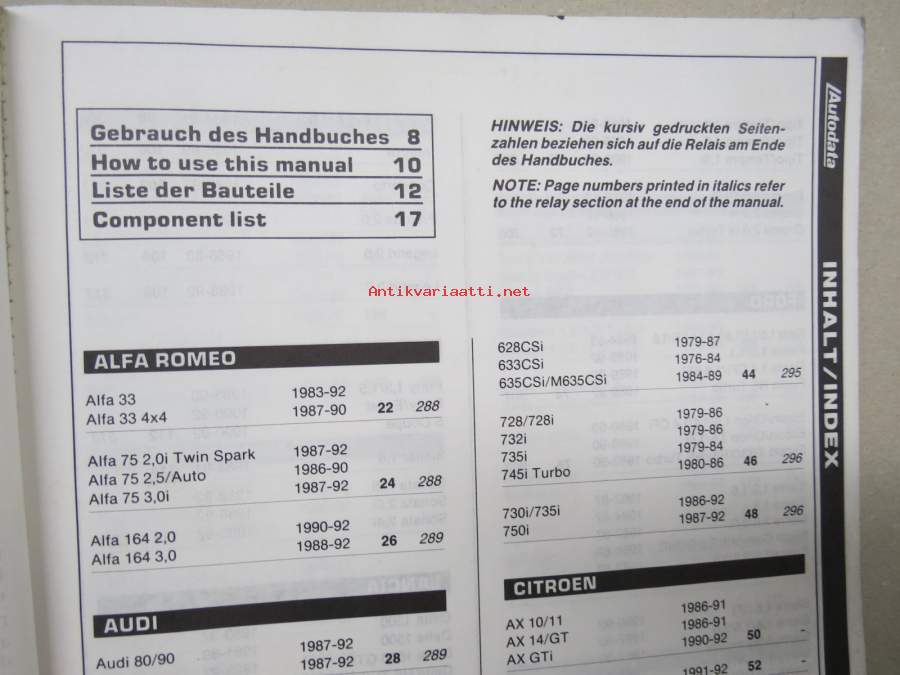 Gebrauch des Handbuches 8
How to use this manual 10
Liste der Bauteile 12
Component list 17
HINWEIS: Die kursiv gedruckten Seiten-
zahlen beziehen sich auf die Relais am Ende
des Handbuches.
NOTE: Page numbers printed in italics refer
to the relay section at the end of the manual.
Autodata
INHALT/INDEX
Antikvariaatti.net
ALFA ROMEO
Alfa 33 1983-92
Alfa 33 4x4 1987-90 22 288
Alfa 75 2,0i Twin Spark 1987-92
Alfa 75 2,5/Auto 1986-90
Alfa 75 3,0i 1987-92 24 288
Alfa 164 2,0 1990-92
Alfa 164 3,0 1988-92 26 289
AUDI
Audi 80/90 1987-92
1987-92 28 289
628CSi 1979-87
633CSi 1976-84
635CSi/M635CSi 1984-89 44 295
728/728i 1979-86
732i 1979-86
735i 1979-84
745i Turbo 1980-86 46 296
730i/735i 1986-92
750i 1987-92 48 296
CITROEN
AX 10/11 1986-91
AX 14/GT 1986-91
AX GTi 1990-92 50 -
1991-92 52 -